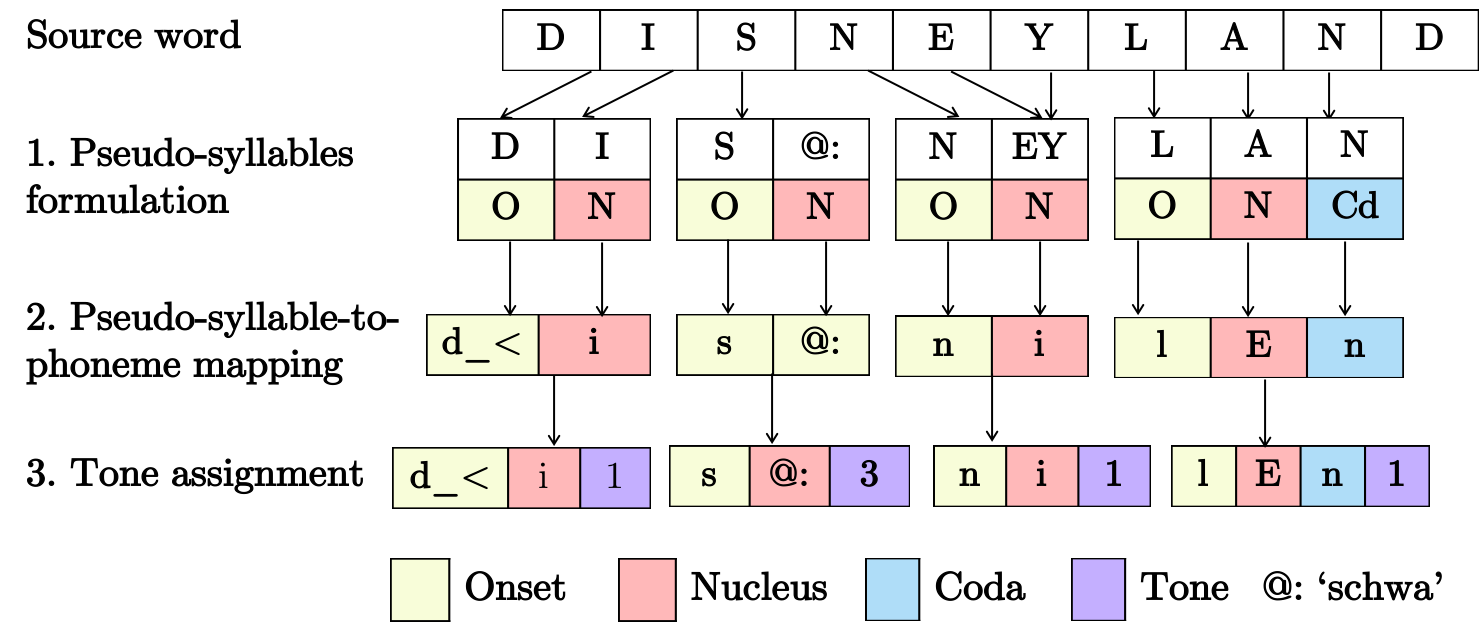 Source word D I S N E Y L A N D
1. Pseudo-syllables formulation
D I S @: N EY L A N
O N O N O N O N Cd
2. Pseudo-syllable-to-phoneme mapping
d_< i s @: n i l E n
3. Tone assignment d_< i 1 s @: 3 n i 1 l E n 1
Onset Nucleus Coda Tone @: ‘schwa’